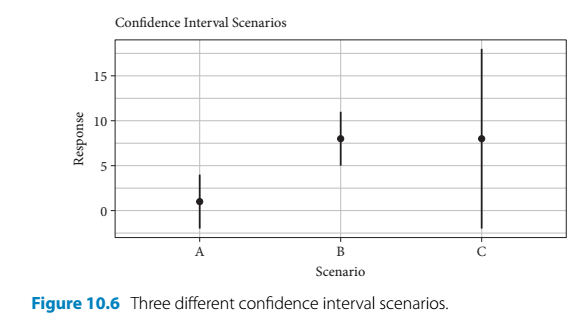 Confidence Interval Scenarios
15
10
5
0
Response
A B C
Scenario
Figure 10.6 Three different confidence interval scenarios.